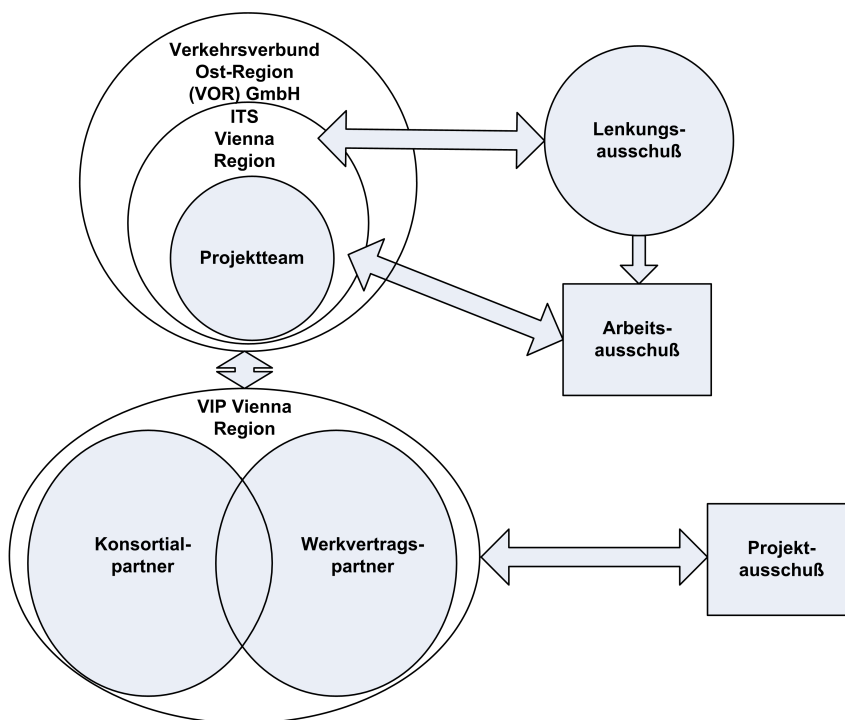 Verkehrsverbund
Ost-Region
(VOR) GmbH
ITS
Vienna
Region
Projektteam
Lenkungs-
ausschuß
Arbeits-
ausschuß
VIP Vienna
Region
Konsortial-
partner
Werkvertrags-
partner
Projekt-
ausschuß